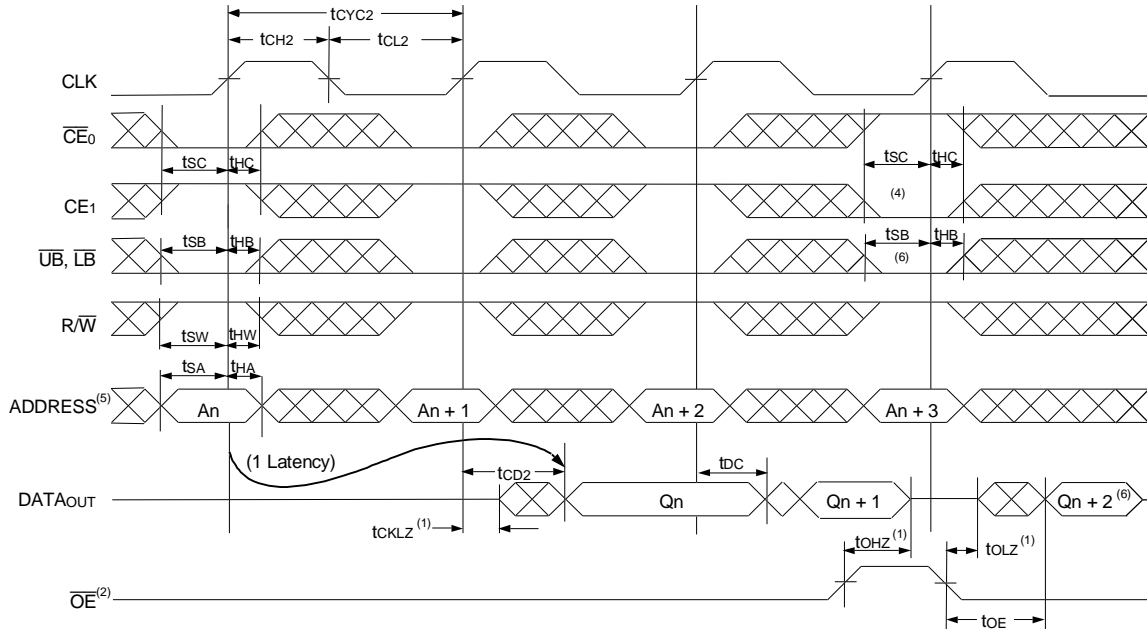 tCYC2
tCH2 tCL2
CLK
CE0
tSC tHC tSC tHC
CE1 (4)
tSB tHB tSB tHB
UB, LB (6)
R/W
tSW tHW
tSA tHA
ADDRESS(5) An An + 1 An + 2 An + 3
(1 Latency) tCD2 tDC
DATAOUT Qn Qn + 1 Qn + 2(6)
tCKLZ(1) tOHZ(1) tOLZ(1)
OE(2)
tOE